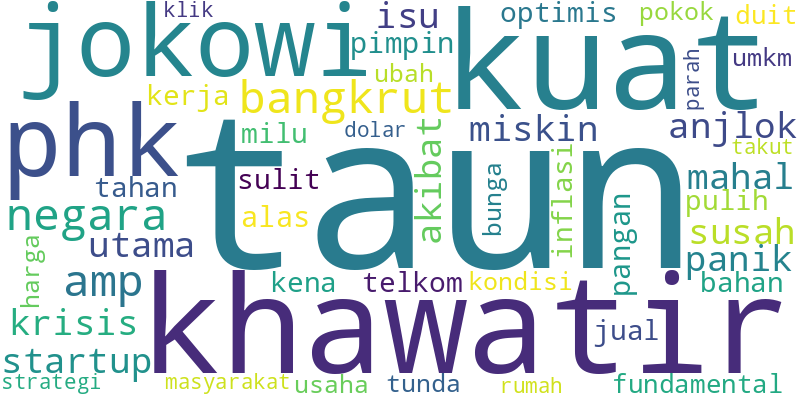 klik
isu
optimis
pokok
duit
jokowi
kuat
pimpin
umkm
ubah
parah
kerja
bangkrut
phk
milu
dolar
miskin
anjlok
taun
takut
akibat
tahan
sulit
inflasi
bunga
mahal
negara
alas
pangan
pulih
susah
utama
harga
panik
amp
kena
telkom
kondisi
bahan
khawatir
krisis
jual
startup
strategi
masyarakat
usaha
tunda
rumah
fundamental